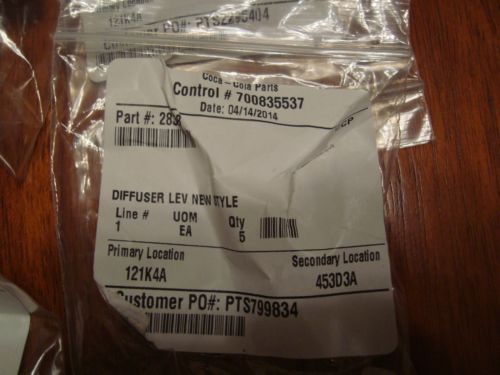 121K4A
PO#:
Coca-Cola Parts
Control # 700835537
Date: 04/14/2014
Part #:
DIFFUSER LEV NEW STYLE
Line # UOM Qty
1 EA 5
Primary Location Secondary Location
121K4A 453D3A
Customer PO#: PTS799834